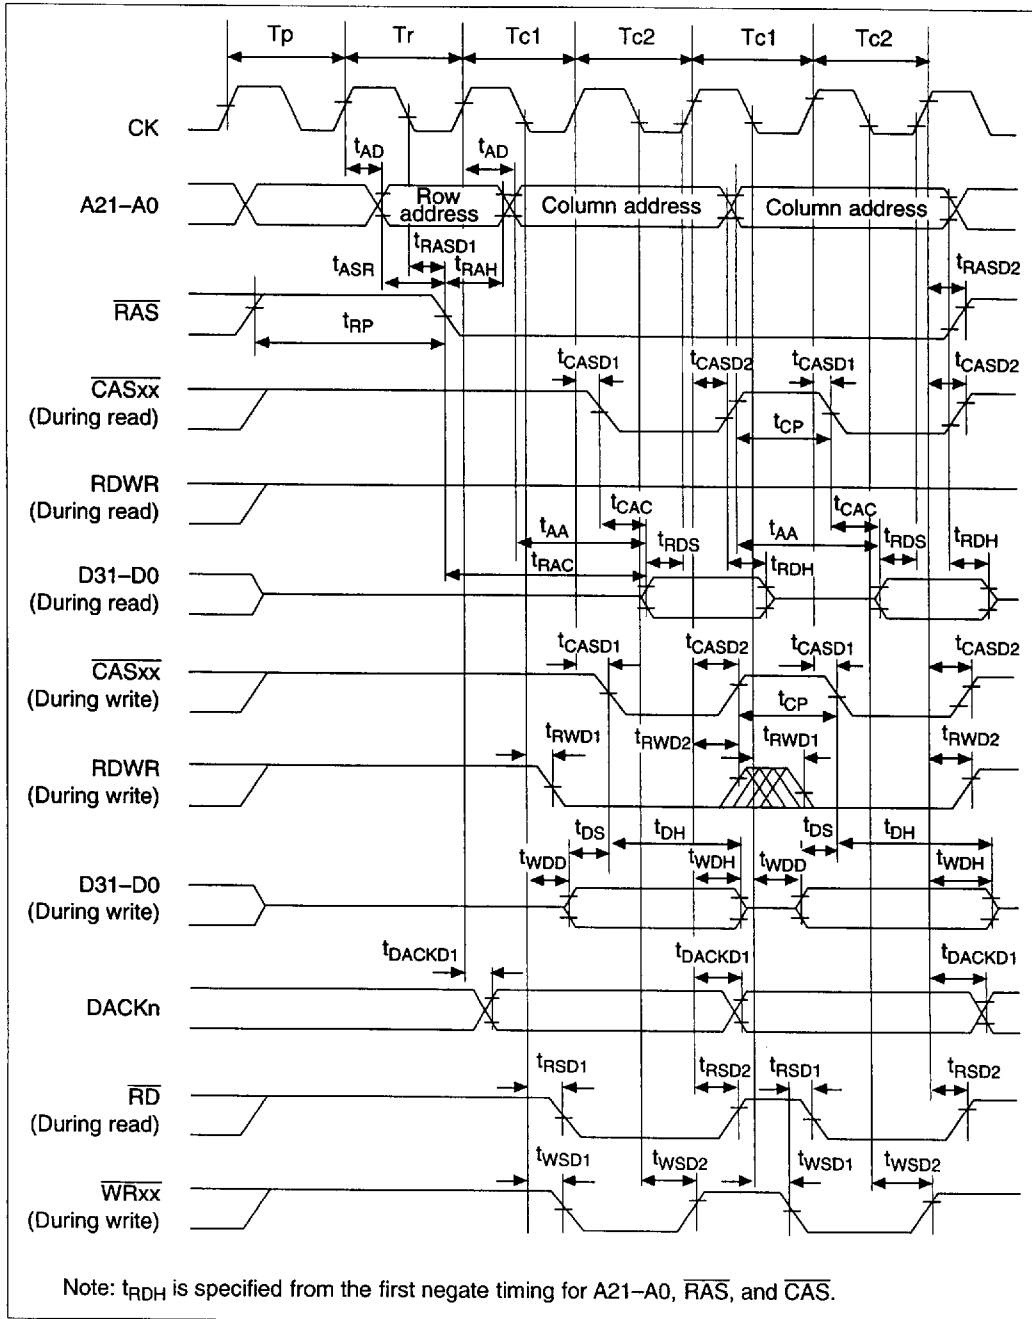 Tp Tr Tc1 Tc2 Tc1 Tc2
CK
tAD tAD
A21–A0 Row address Column address Column address
tRASD1
tASR tRAH tRASD2
RAS
tRP
tCASD1 tCASD2 tCASD1 tCASD2
CASxx
(During read)
tCP
RDWR
(During read)
tCAC tCAC
tAA tRDS tAA tRDS tRDH
tRAC tRDH
D31–D0
(During read)
tCASD1 tCASD2 tCASD1 tCASD2
CASxx
(During write)
tCP
tRWD1 tRWD2 tRWD1 tRWD2
RDWR
(During write)
tDS tDH tDS tDH
tWDD tWDH tWDD tWDH
D31–D0
(During write)
tDACKD1 tDACKD1 tDACKD1
DACKn
tRSD1 tRSD2 tRSD1 tRSD2
RD
(During read)
tWSD1 tWSD2 tWSD1 tWSD2
WRxx
(During write)
Note: tRDH is specified from the first negate timing for A21–A0, RAS, and CAS.